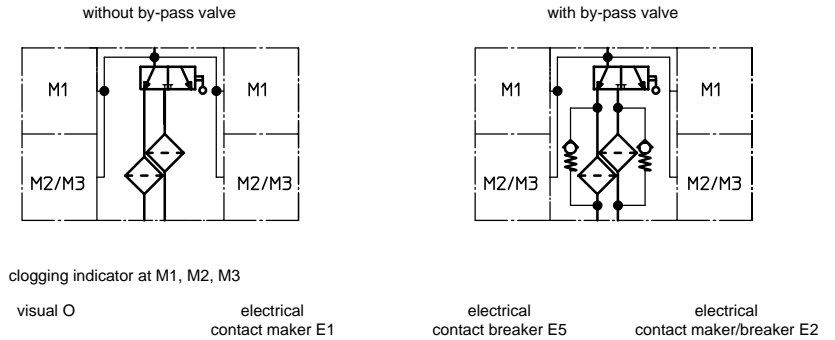 without by-pass valve
with by-pass valve
M1
M1
M1
M1
M2/M3
M2/M3
M2/M3
M2/M3
clogging indicator at M1, M2, M3
visual O
electrical
contact maker E1
electrical
contact breaker E5
electrical
contact maker/breaker E2